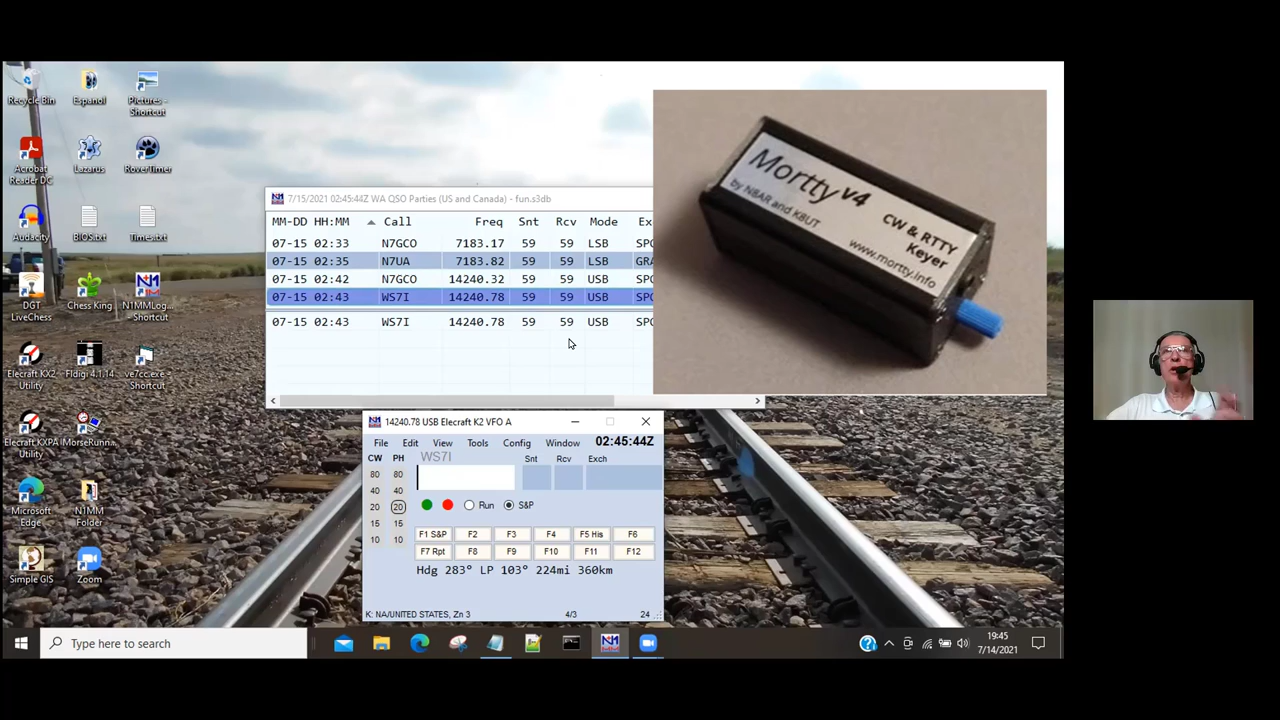 Recycle Bin
Espanol
Pictures - Shortcut
Acrobat Reader DC
Lazarus
RoverTimer
Audacity
BIOS.txt
Times.txt
DGT LiveChess
Chess King
N1MMLog... - Shortcut
Elecraft KX2 Utility
Fldigi 4.1.14
ve7cc.exe - Shortcut
Elecraft KXPA Utility
MorseRunn...
Microsoft Edge
N1MM Folder
Simple GIS
Zoom
7/15/2021 02:45:44Z WA QSO Parties (US and Canada) - fun.s3db
MM-DD HH:MM Call Freq Snt Rcv Mode Ex
07-15 02:33 N7GCO 7183.17 59 59 LSB SPO
07-15 02:35 N7UA 7183.82 59 59 LSB GRA
07-15 02:42 N7GCO 14240.32 59 59 USB SPO
07-15 02:43 WS7I 14240.78 59 59 USB SPO
07-15 02:43 WS7I 14240.78 59 59 USB SPO
Mortty v4
by N8AR and K8UT
CW & RTTY
Keyer
www.mortty.info
14240.78 USB Elecraft K2 VFO A
File Edit View Tools Config Window 02:45:44Z
CW PH WS7I Snt Rcv Exch
80 80
40 40
20 20 Run S&P
15 15
10 10
F1 S&P F2 F3 F4 F5 His F6
F7 Rpt F8 F9 F10 F11 F12
Hdg 283° LP 103° 224mi 360km
K: NA/UNITED STATES, Zn 3 4/3 24
Type here to search
19:45
7/14/2021